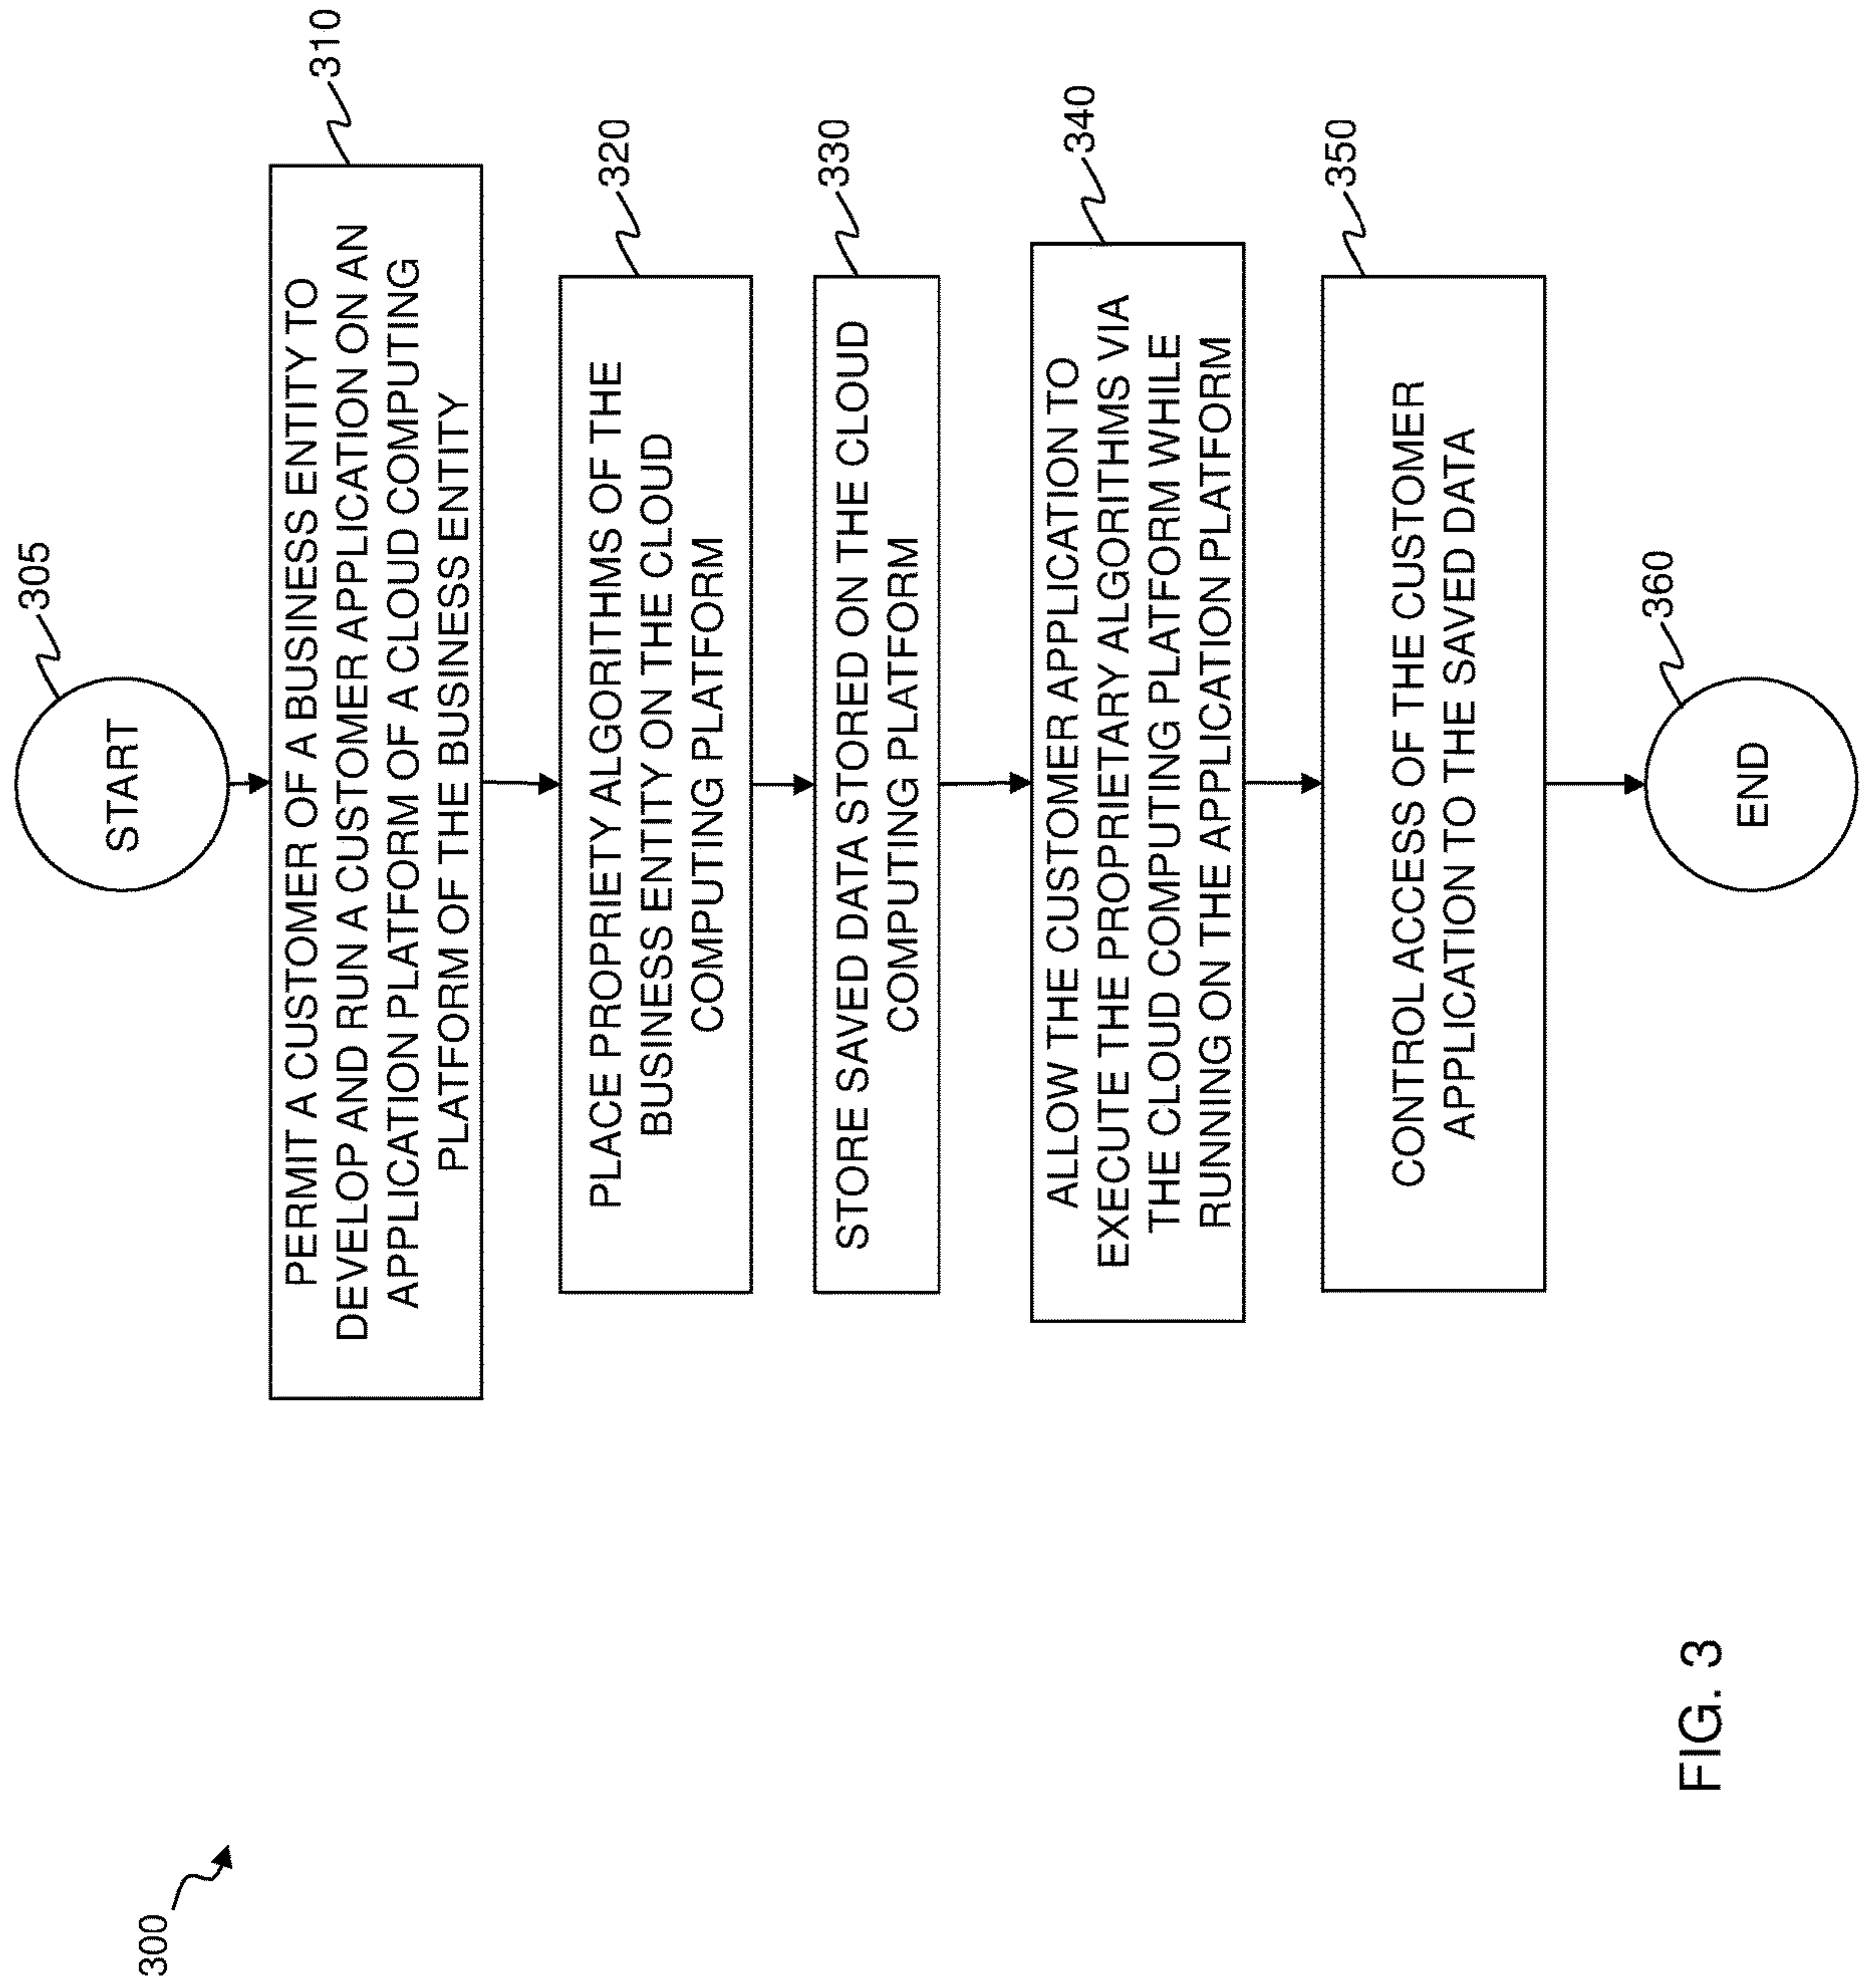 300
START
305
PERMIT A CUSTOMER OF A BUSINESS ENTITY TO
DEVELOP AND RUN A CUSTOMER APPLICATION ON AN
APPLICATION PLATFORM OF A CLOUD COMPUTING
PLATFORM OF THE BUSINESS ENTITY
310
PLACE PROPRIETY ALGORITHMS OF THE
BUSINESS ENTITY ON THE CLOUD
COMPUTING PLATFORM
320
STORE SAVED DATA STORED ON THE CLOUD
COMPUTING PLATFORM
330
ALLOW THE CUSTOMER APPLICATION TO
EXECUTE THE PROPRIETARY ALGORITHMS VIA
THE CLOUD COMPUTING PLATFORM WHILE
RUNNING ON THE APPLICATION PLATFORM
340
CONTROL ACCESS OF THE CUSTOMER
APPLICATION TO THE SAVED DATA
350
END
360
FIG. 3